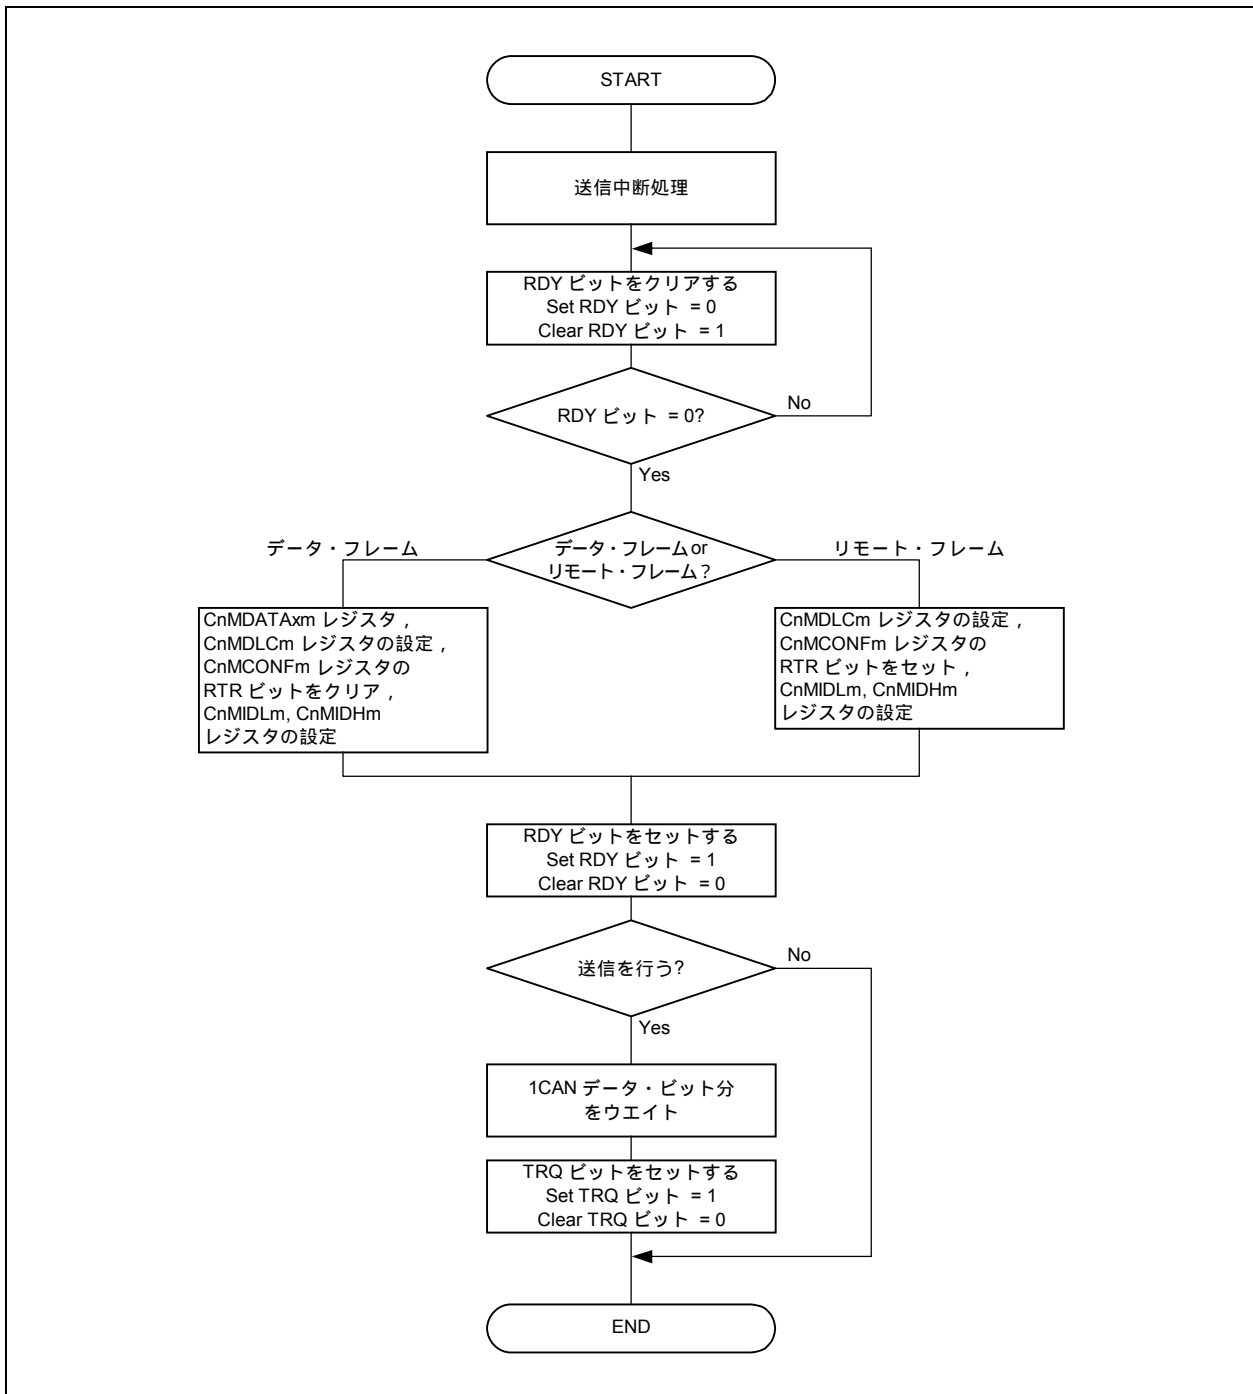 START
送信中断処理
RDY ビットをクリアする
Set RDY ビット = 0
Clear RDY ビット = 1
RDY ビット = 0?
No
Yes
データ・フレーム
データ・フレームor
リモート・フレーム？
リモート・フレーム
CnMDATAxm レジスタ，
CnMDLCm レジスタの設定，
CnMCONFm レジスタの
RTR ビットをクリア，
CnMIDLm, CnMIDHm
レジスタの設定
CnMDLCm レジスタの設定，
CnMCONFm レジスタの
RTR ビットをセット，
CnMIDLm, CnMIDHm
レジスタの設定
RDY ビットをセットする
Set RDY ビット = 1
Clear RDY ビット = 0
送信を行う?
No
Yes
1CAN データ・ビット分
をウエイト
TRQ ビットをセットする
Set TRQ ビット = 1
Clear TRQ ビット = 0
END